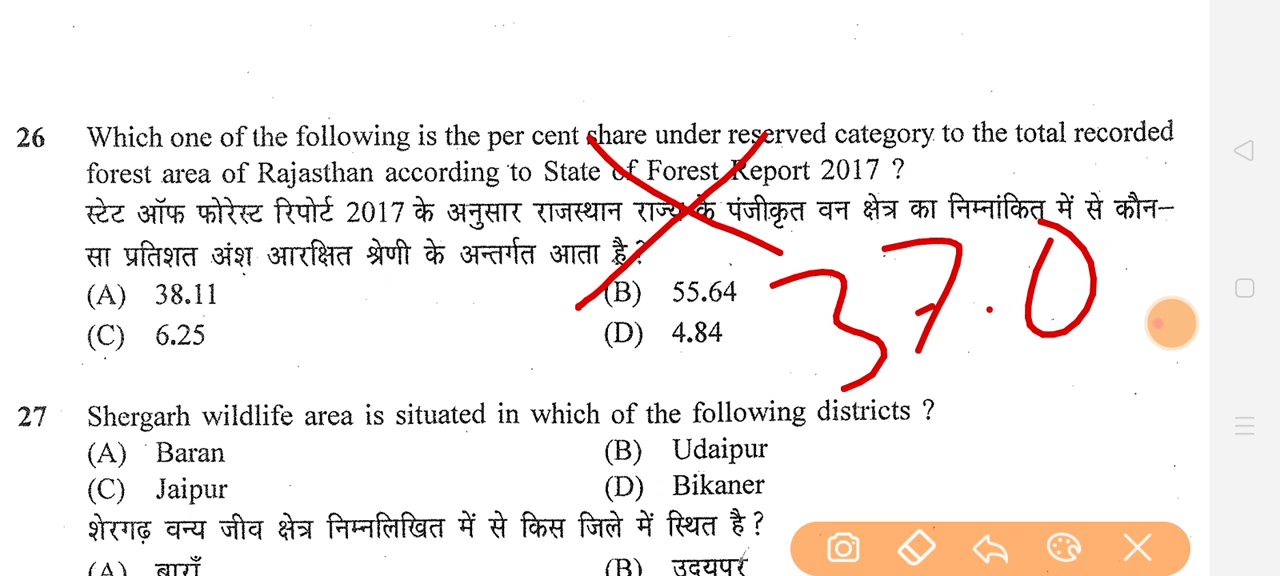 26 Which one of the following is the per cent share under reserved category to the total recorded
forest area of Rajasthan according to State of Forest Report 2017 ?
स्टेट ऑफ फोरेस्ट रिपोर्ट 2017 के अनुसार राजस्थान राज्य के पंजीकृत वन क्षेत्र का निम्नांकित में से कौन–
सा प्रतिशत अंश आरक्षित श्रेणी के अन्तर्गत आता है ?
(A) 38.11 (B) 55.64
(C) 6.25 (D) 4.84
37.0
27 Shergarh wildlife area is situated in which of the following districts ?
(A) Baran (B) Udaipur
(C) Jaipur (D) Bikaner
शेरगढ़ वन्य जीव क्षेत्र निम्नलिखित में से किस जिले में स्थित है ?
(A) बाराँ (B) उदयपुर